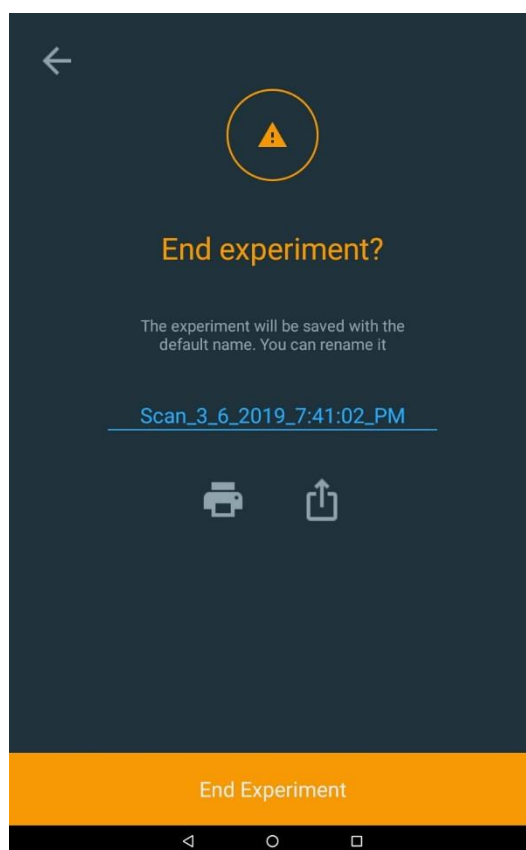 End experiment?
The experiment will be saved with the
default name. You can rename it
Scan_3_6_2019_7:41:02_PM
End Experiment